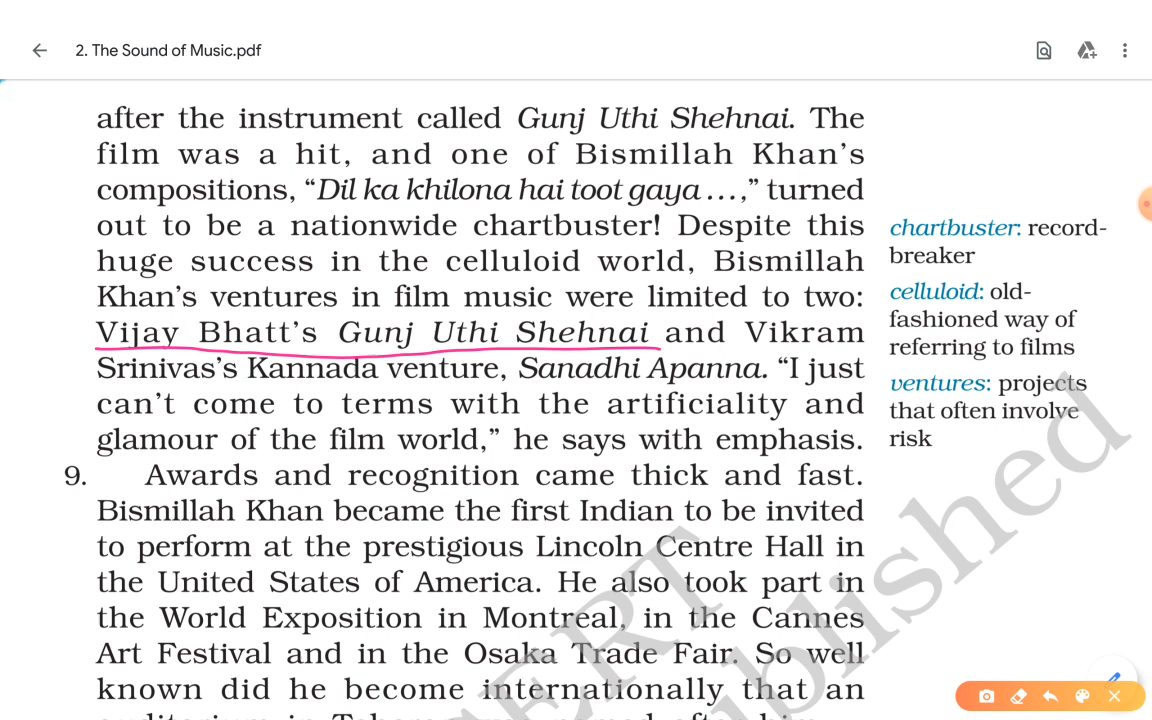 2. The Sound of Music.pdf
after the instrument called Gunj Uthi Shehnai. The
film was a hit, and one of Bismillah Khan's
compositions, "Dil ka khilona hai toot gaya ...," turned
out to be a nationwide chartbuster! Despite this
huge success in the celluloid world, Bismillah
Khan's ventures in film music were limited to two:
Vijay Bhatt's Gunj Uthi Shehnai and Vikram
Srinivas's Kannada venture, Sanadhi Apanna. "I just
can't come to terms with the artificiality and
glamour of the film world," he says with emphasis.
9. Awards and recognition came thick and fast.
Bismillah Khan became the first Indian to be invited
to perform at the prestigious Lincoln Centre Hall in
the United States of America. He also took part in
the World Exposition in Montreal, in the Cannes
Art Festival and in the Osaka Trade Fair. So well
known did he become internationally that an
chartbuster: record-
breaker
celluloid: old-
fashioned way of
referring to films
ventures: projects
that often involve
risk